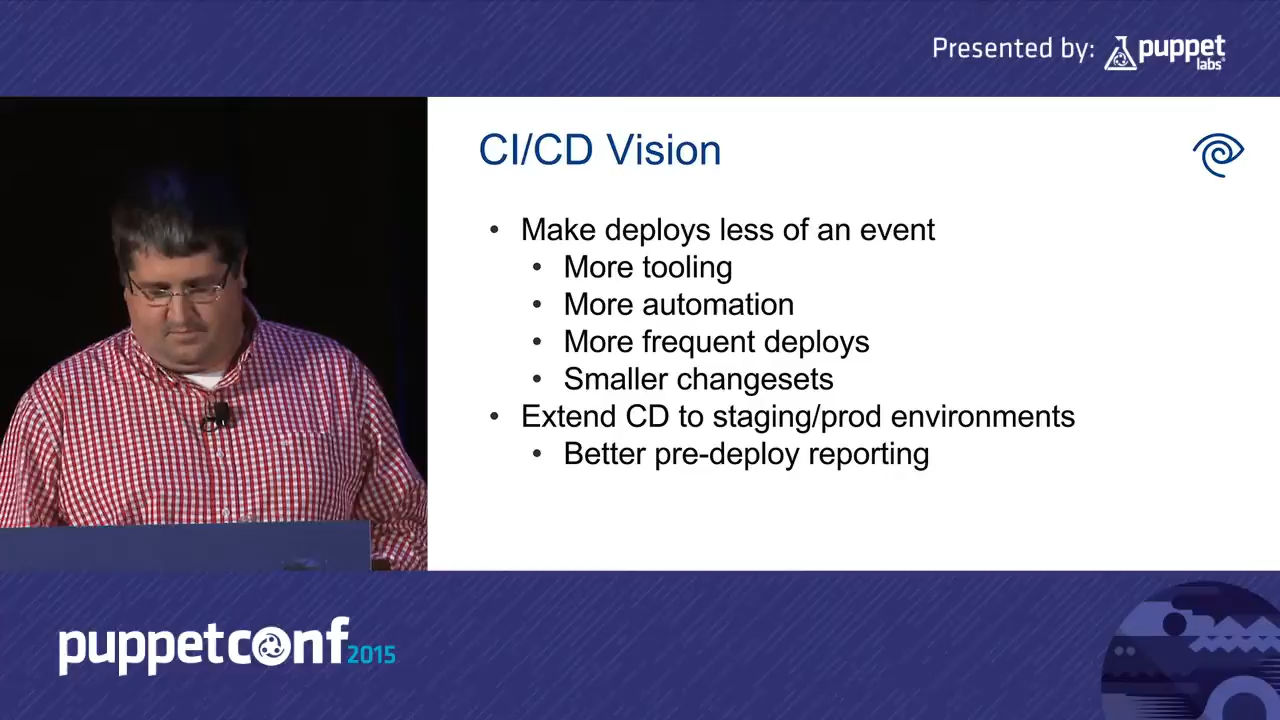 Presented by: puppet labs
CI/CD Vision
• Make deploys less of an event
• More tooling
• More automation
• More frequent deploys
• Smaller changesets
• Extend CD to staging/prod environments
• Better pre-deploy reporting
puppetconf 2015